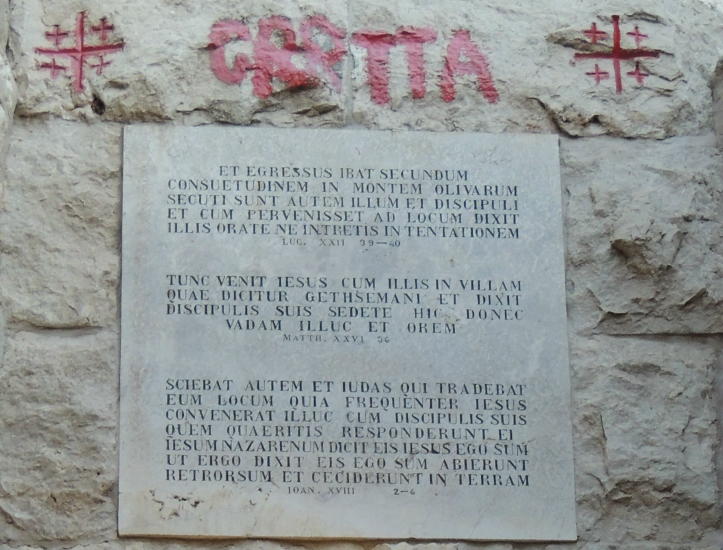 GROTTA
ET EGRESSUS IBAT SECUNDUM
CONSUETUDINEM IN MONTEM OLIVARUM
SECUTI SUNT AUTEM ILLUM ET DISCIPULI
ET CUM PERVENISSET AD LOCUM DIXIT
ILLIS ORATE NE INTRETIS IN TENTATIONEM
LUC. XXII 39-40
TUNC VENIT IESUS CUM ILLIS IN VILLAM
QUAE DICITUR GETHSEMANI ET DIXIT
DISCIPULIS SUIS SEDETE HIC DONEC
VADAM ILLUC ET OREM
MATTH. XXVI 36
SCIEBAT AUTEM ET IUDAS QUI TRADEBAT
EUM LOCUM QUIA FREQUENTER IESUS
CONVENERAT ILLUC CUM DISCIPULIS SUIS
QUEM QUAERITIS RESPONDERUNT EI
IESUM NAZARENUM DICIT EIS IESUS EGO SUM
UT ERGO DIXIT EIS EGO SUM ABIERUNT
RETRORSUM ET CECIDERUNT IN TERRAM
IOAN. XVIII 2-6